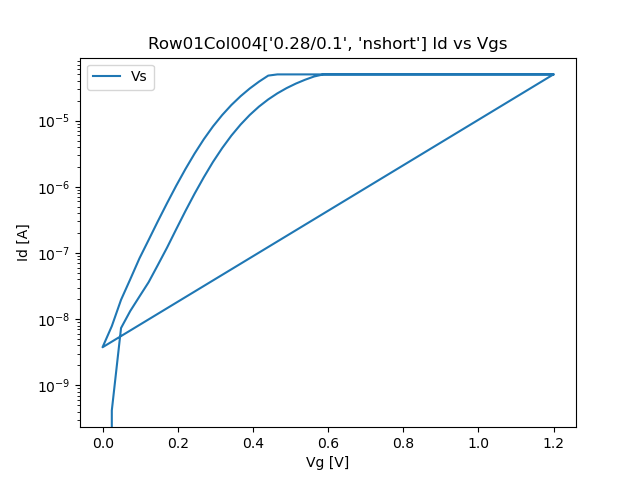 Row01Col004['0.28/0.1', 'nshort'] Id vs Vgs
Vs
10⁻⁵
10⁻⁶
10⁻⁷
10⁻⁸
10⁻⁹
Id [A]
0.0 0.2 0.4 0.6 0.8 1.0 1.2
Vg [V]